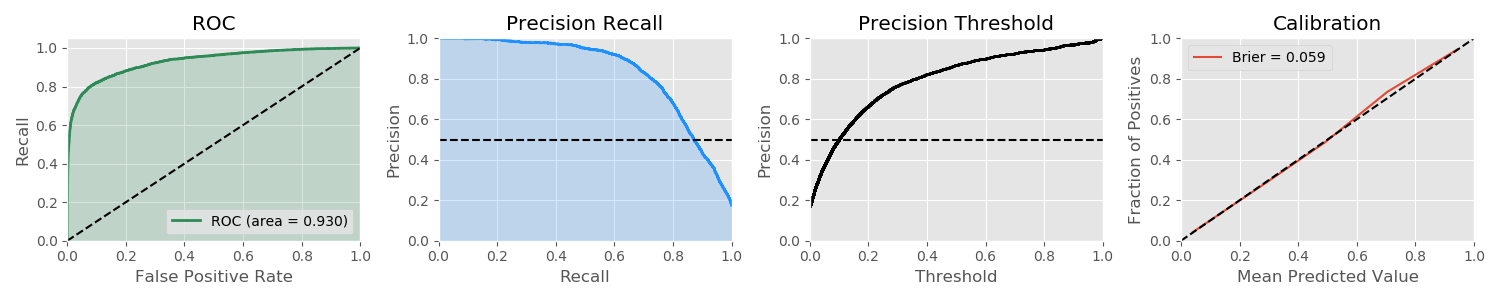 ROC
Recall
1.0
0.8
0.6
0.4
0.2
0.0
ROC (area = 0.930)
0.0 0.2 0.4 0.6 0.8 1.0
False Positive Rate
Precision Recall
Precision
1.0
0.8
0.6
0.4
0.2
0.0
0.0 0.2 0.4 0.6 0.8 1.0
Recall
Precision Threshold
Precision
1.0
0.8
0.6
0.4
0.2
0.0
0.0 0.2 0.4 0.6 0.8 1.0
Threshold
Calibration
Fraction of Positives
1.0
0.8
0.6
0.4
0.2
0.0
Brier = 0.059
0.0 0.2 0.4 0.6 0.8 1.0
Mean Predicted Value